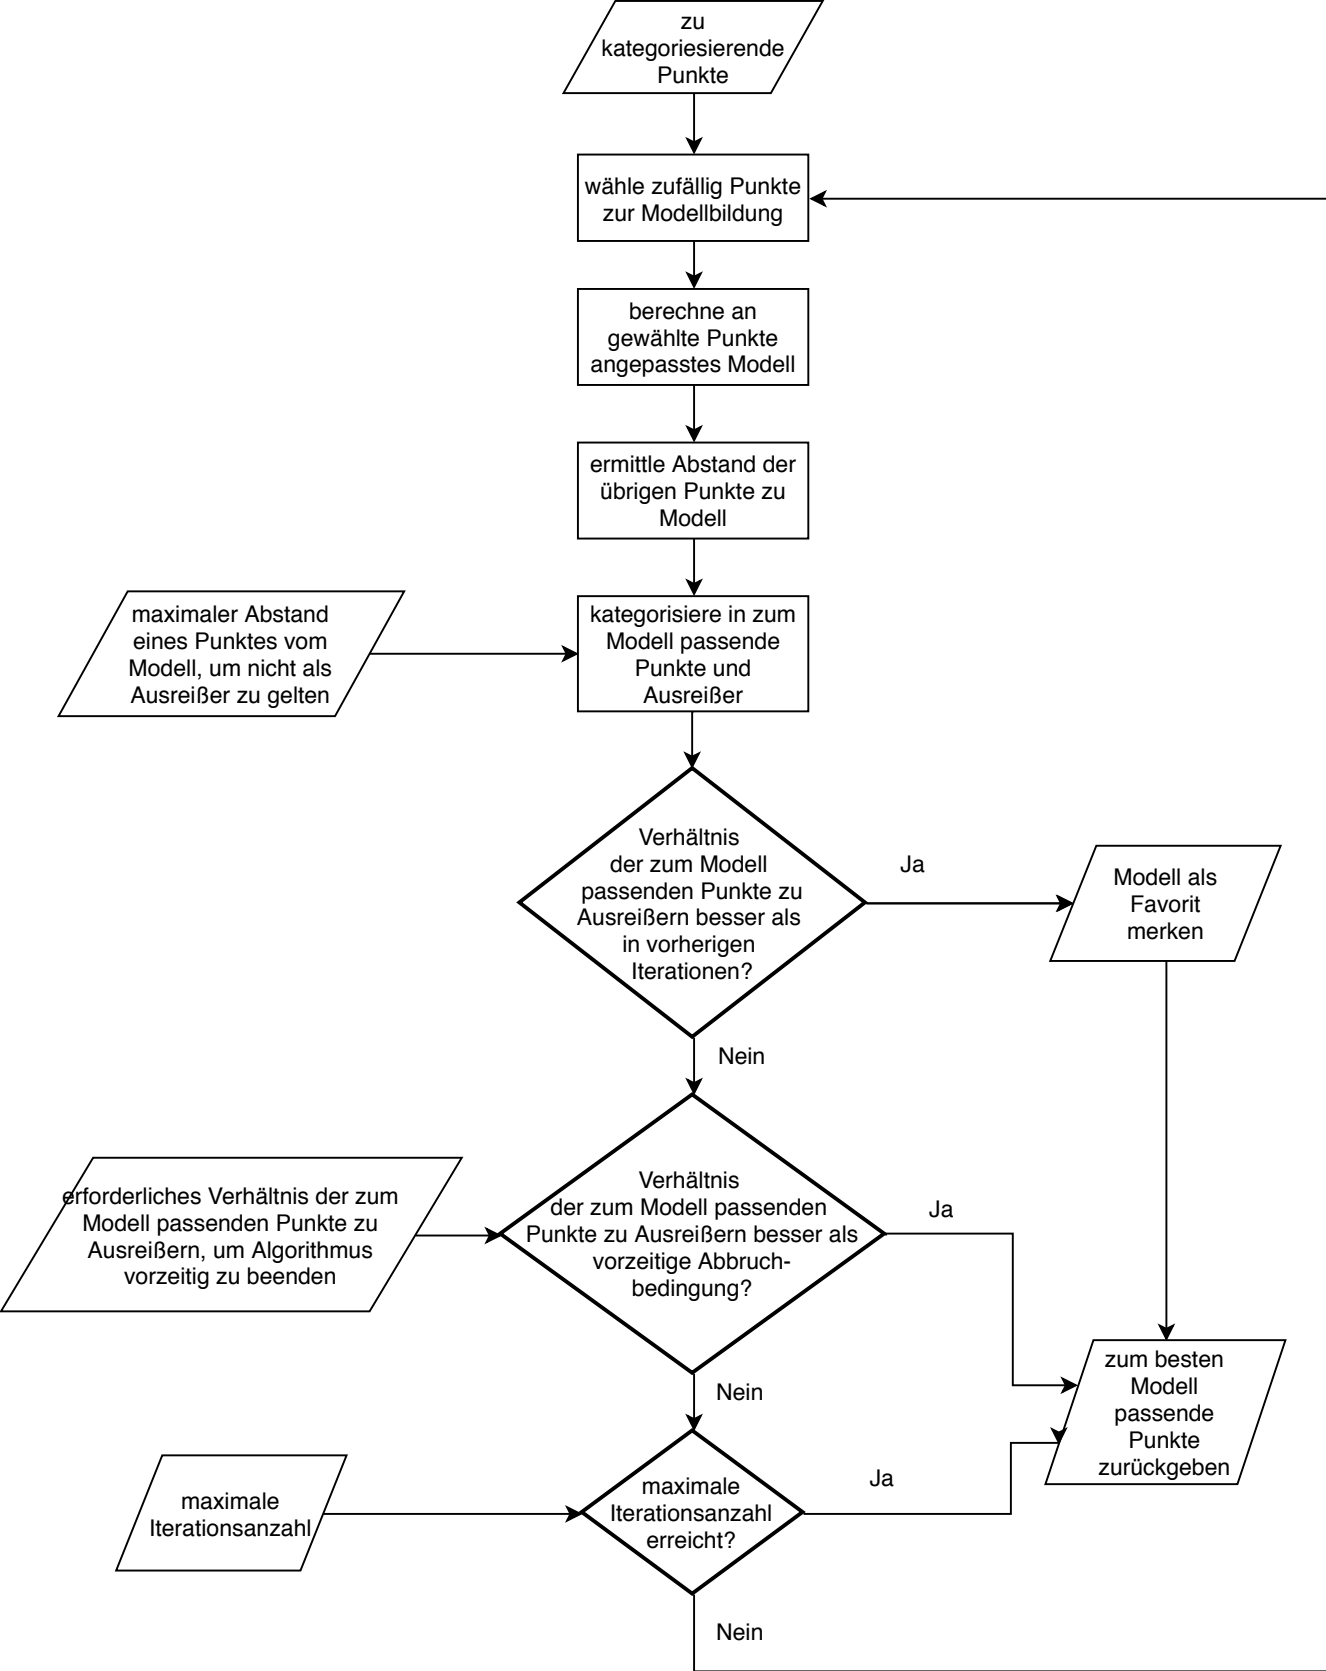 zu
kategoriesierende
Punkte
wähle zufällig Punkte
zur Modellbildung
berechne an
gewählte Punkte
angepasstes Modell
ermittle Abstand der
übrigen Punkte zu
Modell
maximaler Abstand
eines Punktes vom
Modell, um nicht als
Ausreißer zu gelten
kategorisiere in zum
Modell passende
Punkte und
Ausreißer
Verhältnis
der zum Modell
passenden Punkte zu
Ausreißern besser als
in vorherigen
Iterationen?
Ja
Modell als
Favorit
merken
Nein
erforderliches Verhältnis der zum
Modell passenden Punkte zu
Ausreißern, um Algorithmus
vorzeitig zu beenden
Verhältnis
der zum Modell passenden
Punkte zu Ausreißern besser als
vorzeitige Abbruch-
bedingung?
Ja
zum besten
Modell
passende
Punkte
zurückgeben
Nein
maximale
Iterationsanzahl
maximale
Iterationsanzahl
erreicht?
Ja
Nein